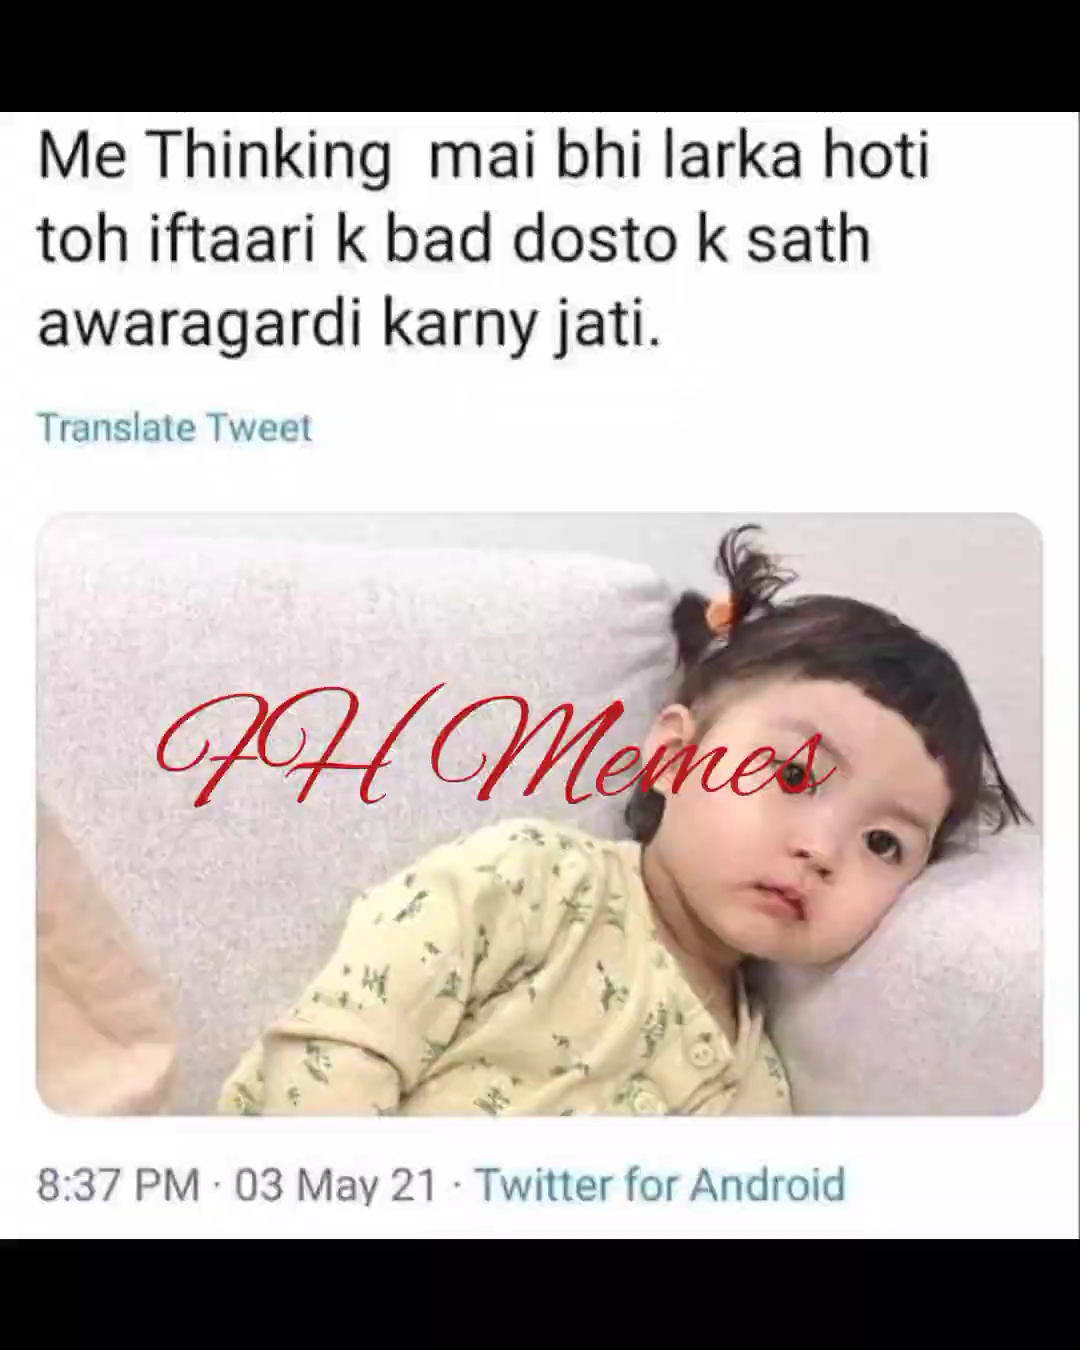 Me Thinking mai bhi larka hoti
toh iftaari k bad dosto k sath
awaragardi karny jati.
Translate Tweet
FH Memes
8:37 PM · 03 May 21 · Twitter for Android